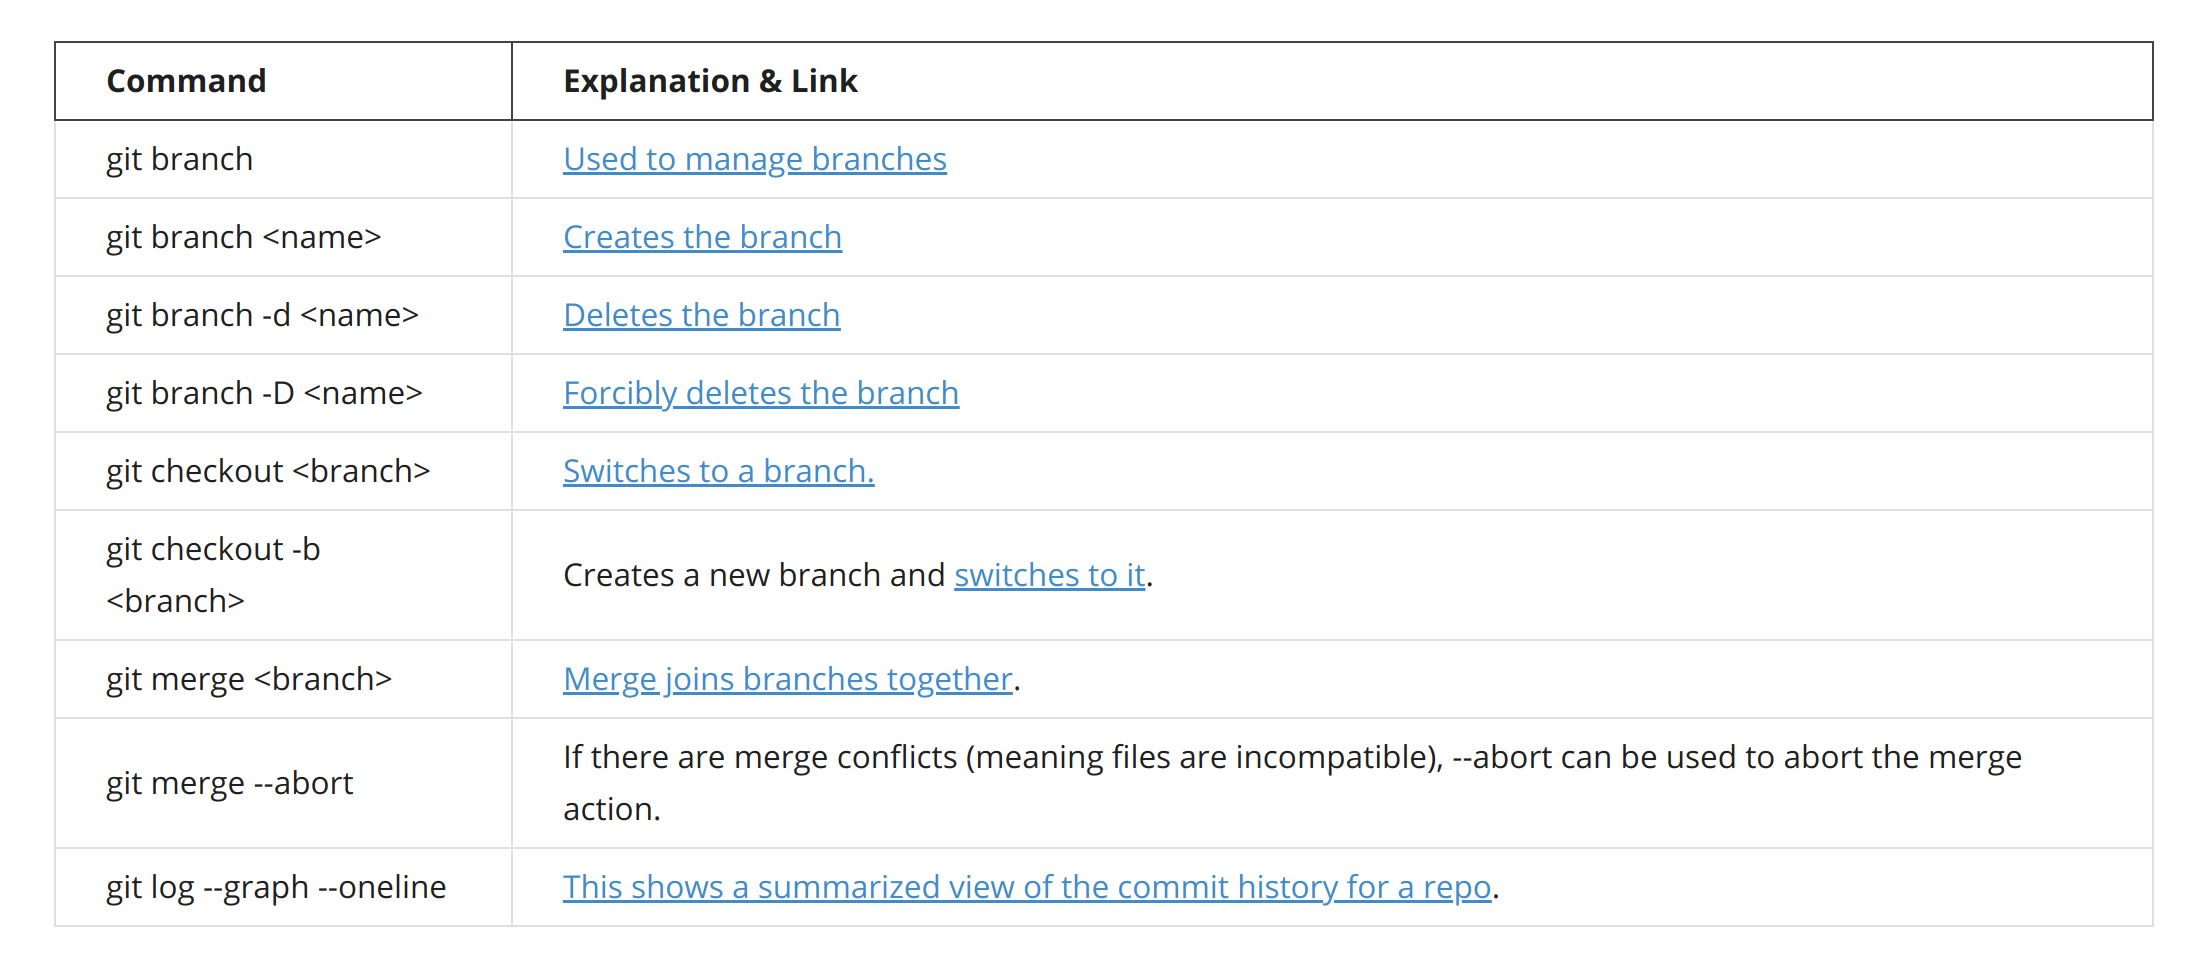 Command
Explanation & Link
git branch
Used to manage branches
git branch <name>
Creates the branch
git branch -d <name>
Deletes the branch
git branch -D <name>
Forcibly deletes the branch
git checkout <branch>
Switches to a branch.
git checkout -b
<branch>
Creates a new branch and switches to it.
git merge <branch>
Merge joins branches together.
git merge --abort
If there are merge conflicts (meaning files are incompatible), --abort can be used to abort the merge
action.
git log --graph --oneline
This shows a summarized view of the commit history for a repo.